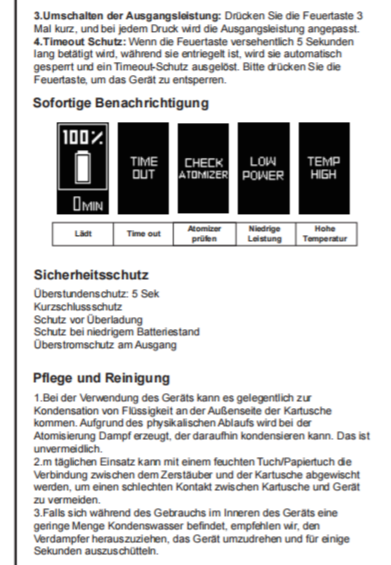 3.Umschalten der Ausgangsleistung: Drücken Sie die Feuertaste 3
Mal kurz, und bei jedem Druck wird die Ausgangsleistung angepasst.
4.Timeout Schutz: Wenn die Feuertaste versehentlich 5 Sekunden
lang betätigt wird, während sie entriegelt ist, wird sie automatisch
gesperrt und ein Timeout-Schutz ausgelöst. Bitte drücken Sie die
Feuertaste, um das Gerät zu entsperren.
Sofortige Benachrichtigung
100%
0MIN
TIME
OUT
CHECK
ATOMIZER
LOW
POWER
TEMP
HIGH
Lädt
Time out
Atomizer
prüfen
Niedrige
Leistung
Hohe
Temperatur
Sicherheitsschutz
Überstundenschutz: 5 Sek
Kurzschlussschutz
Schutz vor Überladung
Schutz bei niedrigem Batteriestand
Überstromschutz am Ausgang
Pflege und Reinigung
1.Bei der Verwendung des Geräts kann es gelegentlich zur
Kondensation von Flüssigkeit an der Außenseite der Kartusche
kommen. Aufgrund des physikalischen Ablaufs wird bei der
Atomisierung Dampf erzeugt, der daraufhin kondensieren kann. Das ist
unvermeidlich.
2.m täglichen Einsatz kann mit einem feuchten Tuch/Papiertuch die
Verbindung zwischen dem Zerstäuber und der Kartusche abgewischt
werden, um einen schlechten Kontakt zwischen Kartusche und Gerät
zu vermeiden.
3.Falls sich während des Gebrauchs im Inneren des Geräts eine
geringe Menge Kondenswasser befindet, empfehlen wir, den
Verdampfer herauszuziehen, das Gerät umzudrehen und für einige
Sekunden auszuschütteln.